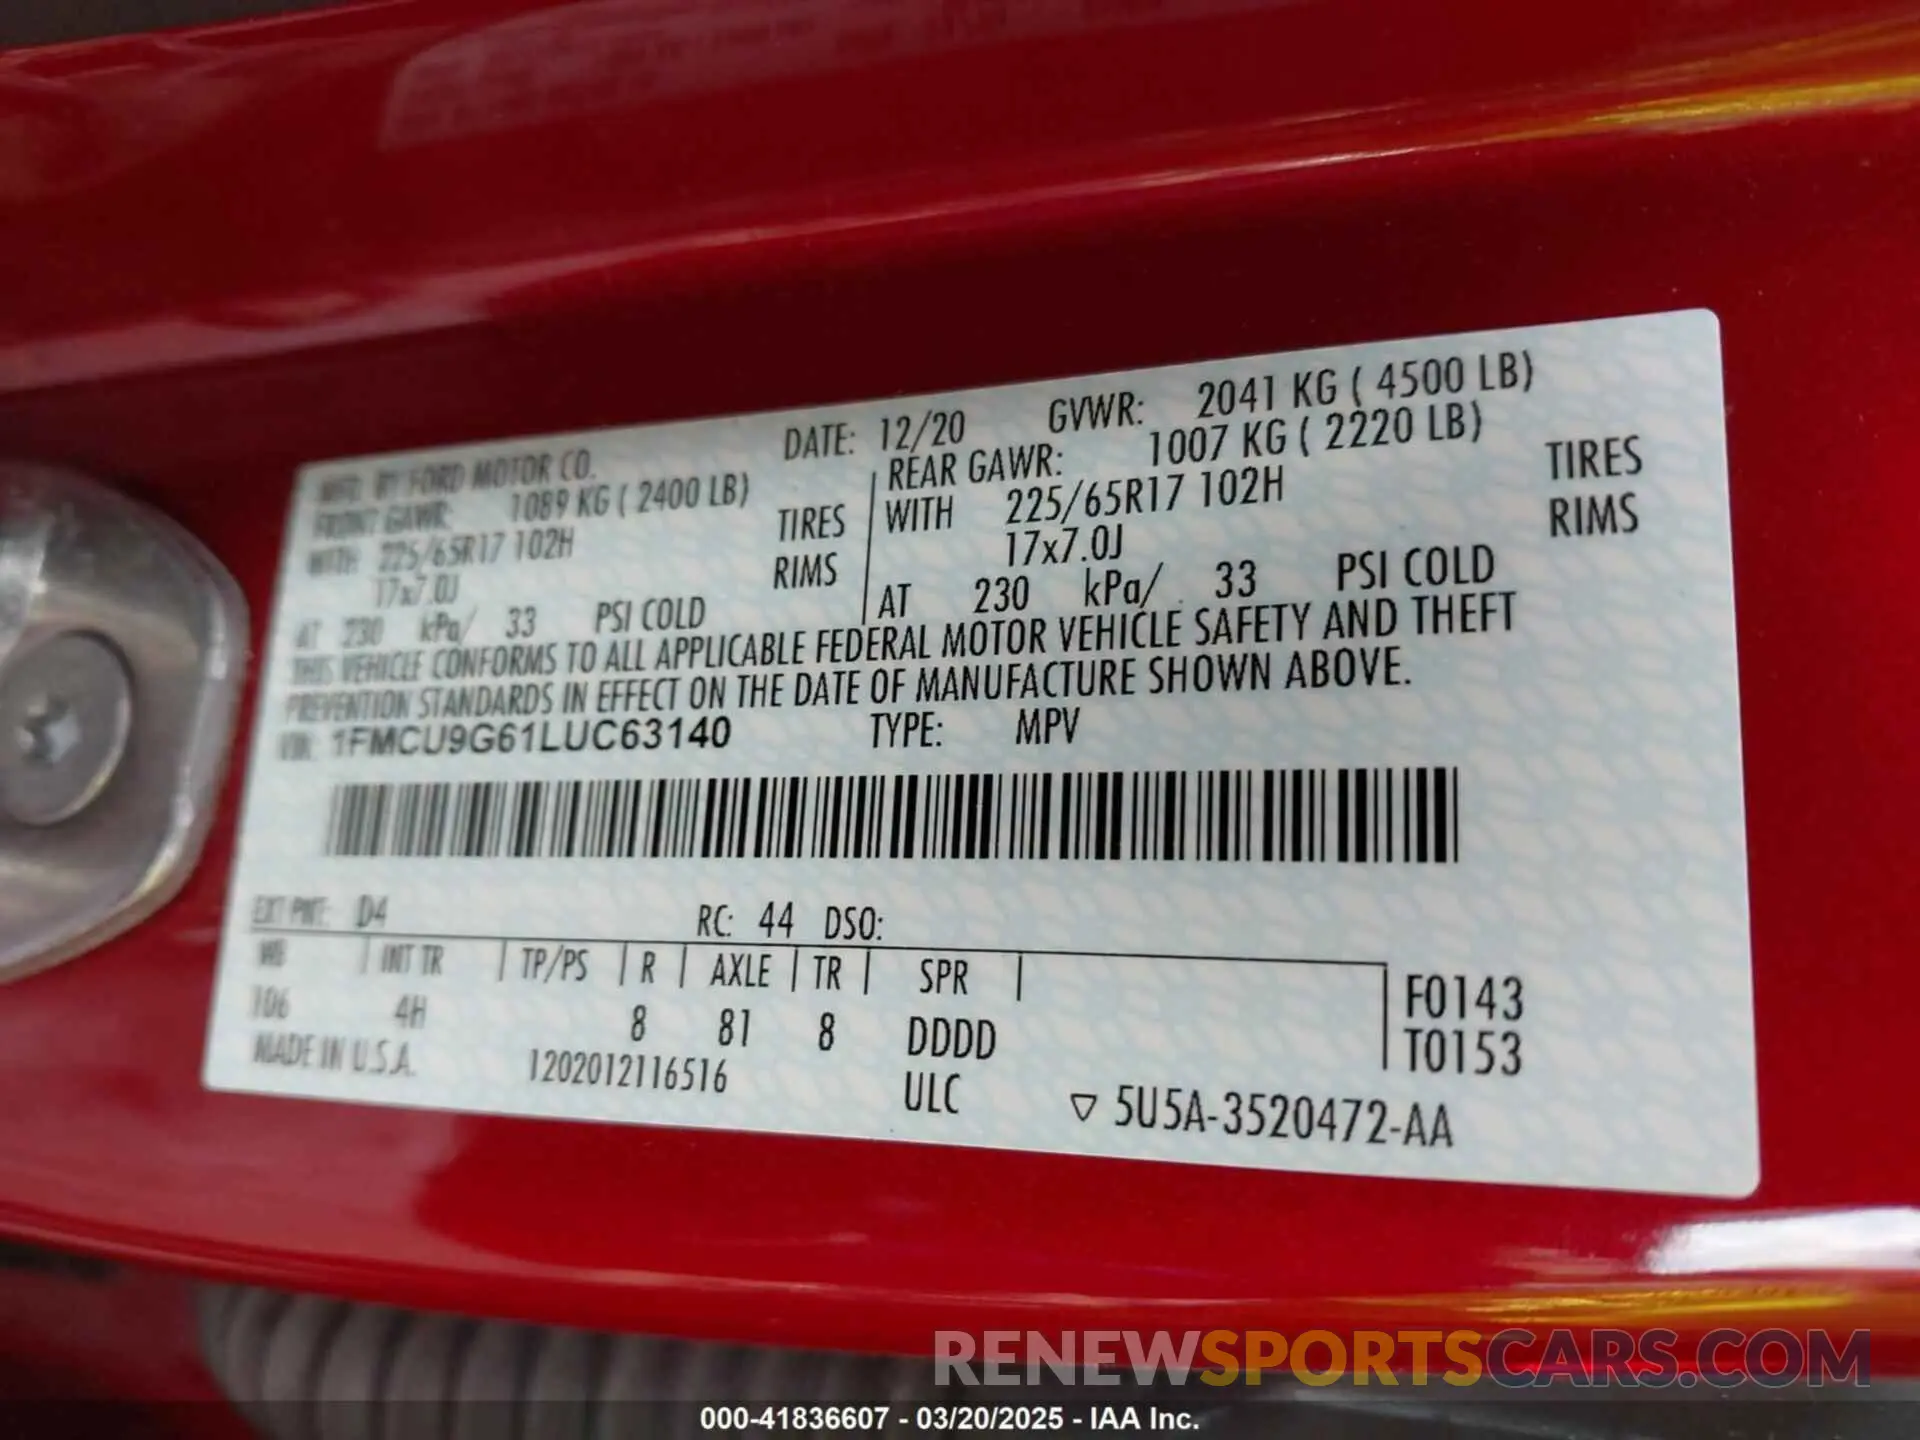 MFD. BY FORD MOTOR CO. DATE: 12/20 GVWR: 2041 KG ( 4500 LB)
FRONT GAWR: 1089 KG ( 2400 LB) REAR GAWR: 1007 KG ( 2220 LB)
WITH 225/65R17 102H TIRES WITH 225/65R17 102H TIRES
17x7.0J RIMS 17x7.0J RIMS
AT 230 kPa/ 33 PSI COLD AT 230 kPa/ 33 PSI COLD
THIS VEHICLE CONFORMS TO ALL APPLICABLE FEDERAL MOTOR VEHICLE SAFETY AND THEFT
PREVENTION STANDARDS IN EFFECT ON THE DATE OF MANUFACTURE SHOWN ABOVE.
VIN: 1FMCU9G61LUC63140 TYPE: MPV
EXT PNT: D4 RC: 44 DSO:
WB INT TR TP/PS R AXLE TR SPR F0143
106 4H 8 81 8 DDDD T0153
MADE IN U.S.A. 1202012116516 ULC ▽ 5U5A-3520472-AA
RENEWSPORTSCARS.COM
000-41836607 - 03/20/2025 - IAA Inc.